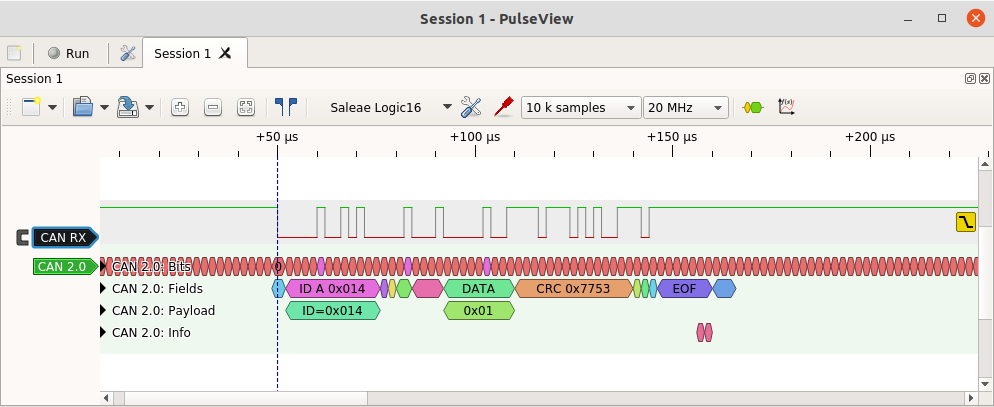 Session 1 - PulseView
Run
Session 1
Session 1
Saleae Logic16
10 k samples
20 MHz
+50 µs +100 µs +150 µs +200 µs
CAN RX
CAN 2.0 CAN 2.0: Bits 0
CAN 2.0: Fields ID A 0x014 DATA CRC 0x7753 EOF
CAN 2.0: Payload ID=0x014 0x01
CAN 2.0: Info